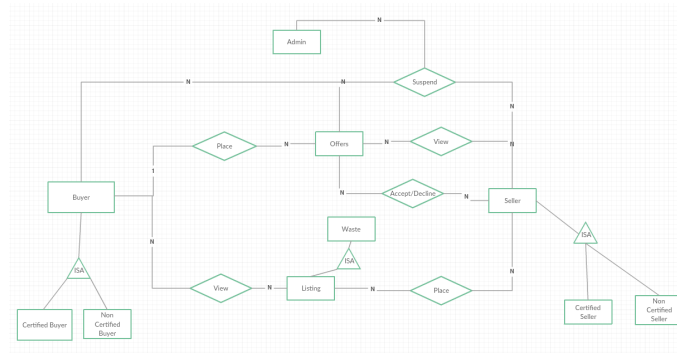 N
Admin
Suspend
N
N
N
Place
N
Offers
N
View
N
1
N
Accept/Decline
N
Buyer
Seller
Waste
N
ISA
ISA
N
ISA
View
N
Listing
N
Place
Certified Buyer
Non
Certified
Buyer
Certified
Seller
Non
Certified
Seller